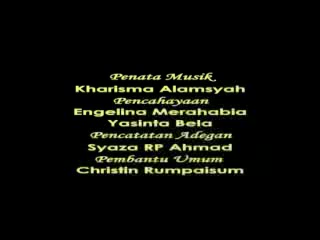 Penata Musik
Kharisma Alamsyah
Pencahayaan
Engelina Merahabia
Yasinta Bela
Pencatatan Adegan
Syaza RP Ahmad
Pembantu Umum
Christin Rumpaisum